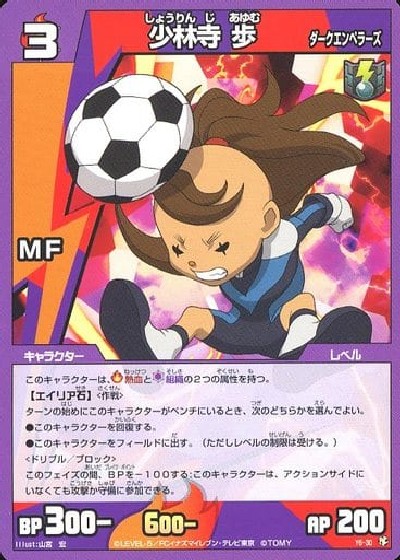 3
しょうりん じ あゆむ
少林寺 歩
ダークエンペラーズ
MF
キャラクター
レベル
このキャラクターは、熱血と組織の2つの属性を持つ。
【エイリア石】〈作戦〉
ターンの始めにこのキャラクターがベンチにいるとき、次のどちらかを選んでよい。
●このキャラクターを回復する。
●このキャラクターをフィールドに出す。(ただしレベルの制限は受ける。)
〈ドリブル/ブロック〉
このフェイズの間、BPを−100する:このキャラクターは、アクションサイドに
いなくても攻撃か守備に参加できる。
BP 300− 600− AP 200
Illust:山宮 宏
©LEVEL-5/FCイナズマイレブン・テレビ東京 ©TOMY